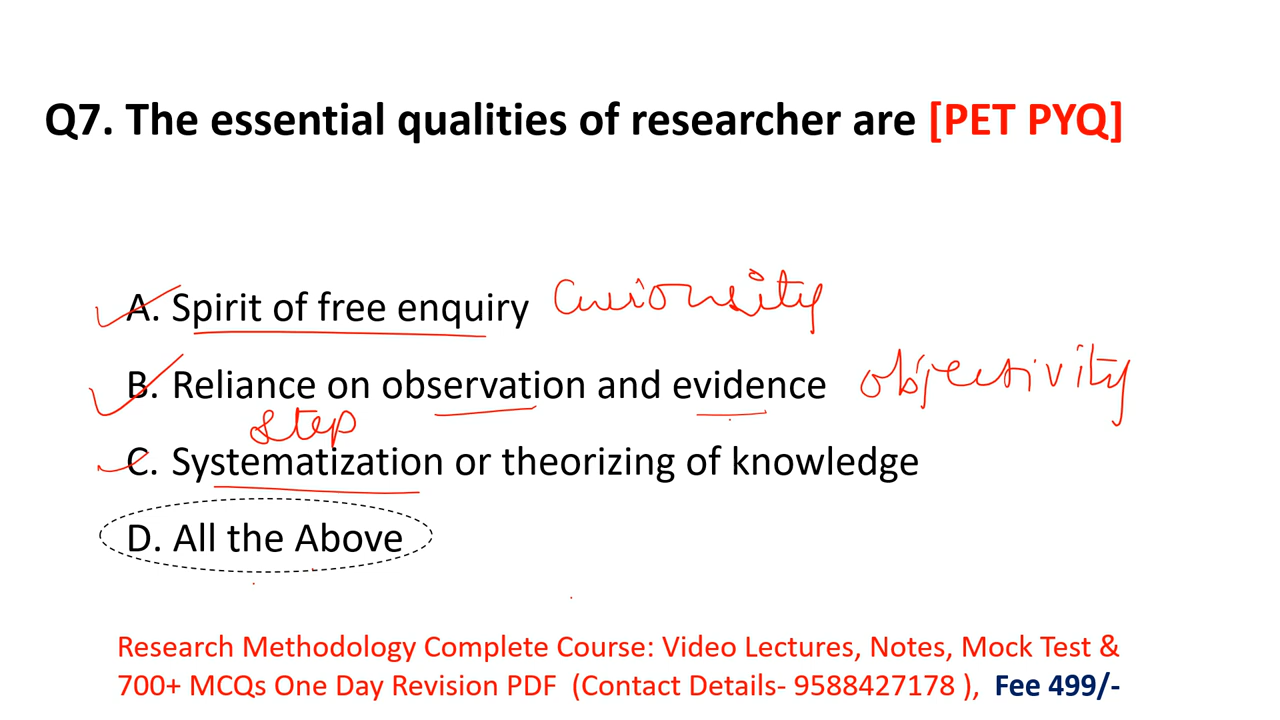 Q7. The essential qualities of researcher are [PET PYQ]
A. Spirit of free enquiry curiousity
B. Reliance on observation and evidence objectivity
step
C. Systematization or theorizing of knowledge
D. All the Above
Research Methodology Complete Course: Video Lectures, Notes, Mock Test &
700+ MCQs One Day Revision PDF (Contact Details- 9588427178 ), Fee 499/-